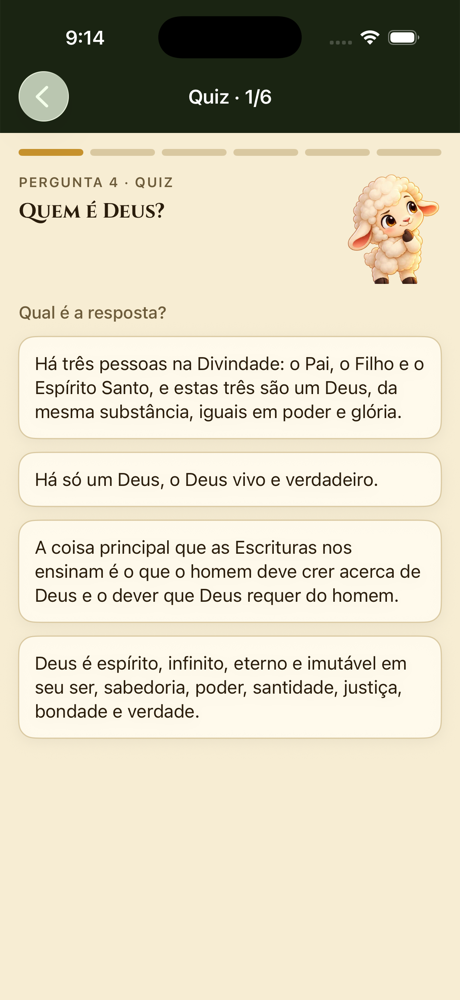 9:14
Quiz · 1/6
PERGUNTA 4 · QUIZ
QUEM É DEUS?
Qual é a resposta?
Há três pessoas na Divindade: o Pai, o Filho e o
Espírito Santo, e estas três são um Deus, da
mesma substância, iguais em poder e glória.
Há só um Deus, o Deus vivo e verdadeiro.
A coisa principal que as Escrituras nos
ensinam é o que o homem deve crer acerca de
Deus e o dever que Deus requer do homem.
Deus é espírito, infinito, eterno e imutável em
seu ser, sabedoria, poder, santidade, justiça,
bondade e verdade.